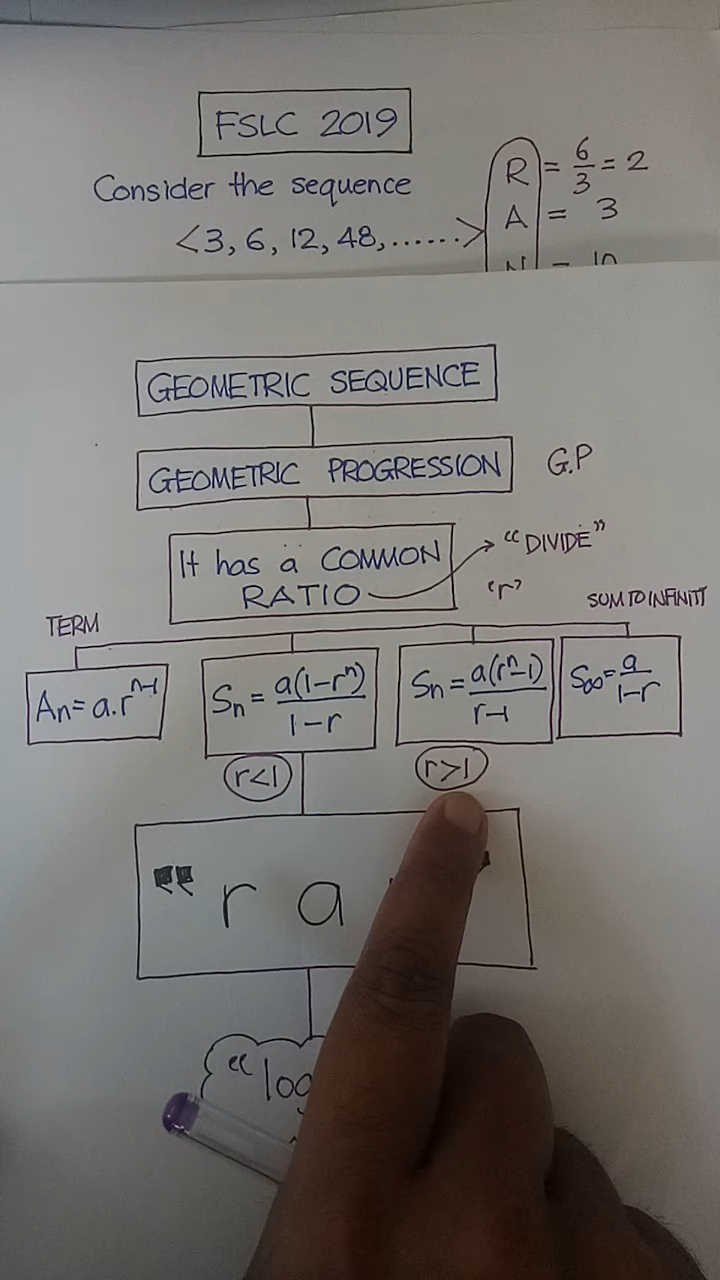 FSLC 2019
Consider the sequence
<3, 6, 12, 48,......>
R = 6/3 = 2
A = 3
GEOMETRIC SEQUENCE
GEOMETRIC PROGRESSION G.P
It has a COMMON
RATIO
"DIVIDE"
'r'
TERM
SUM TO INFINITY
An = a.r^n-1
Sn = a(1-r^n)/1-r
Sn = a(r^n-1)/r-1
S∞ = a/1-r
r<1
r>1
"r a
"log